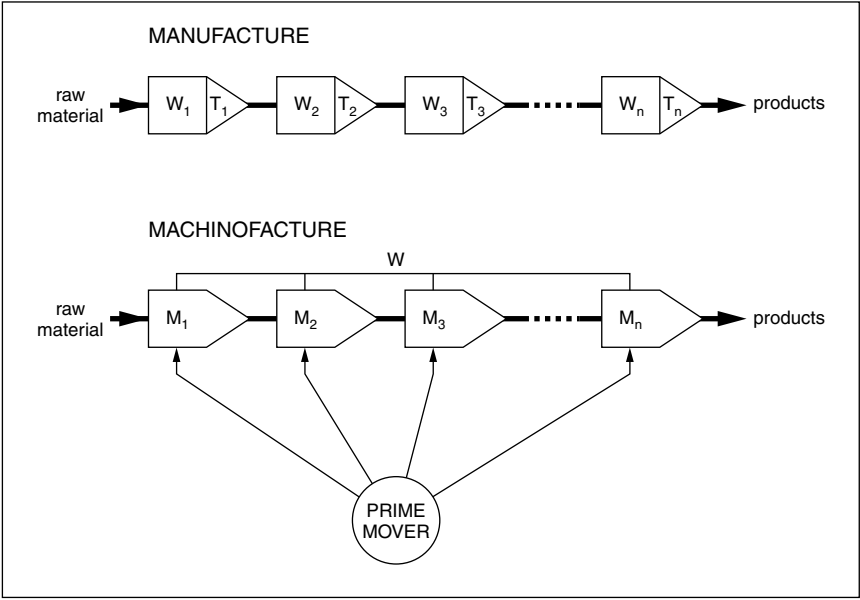 MANUFACTURE
raw
material
W1 T1 W2 T2 W3 T3 Wn Tn products
MACHINOFACTURE
W
raw
material
M1 M2 M3 Mn products
PRIME
MOVER